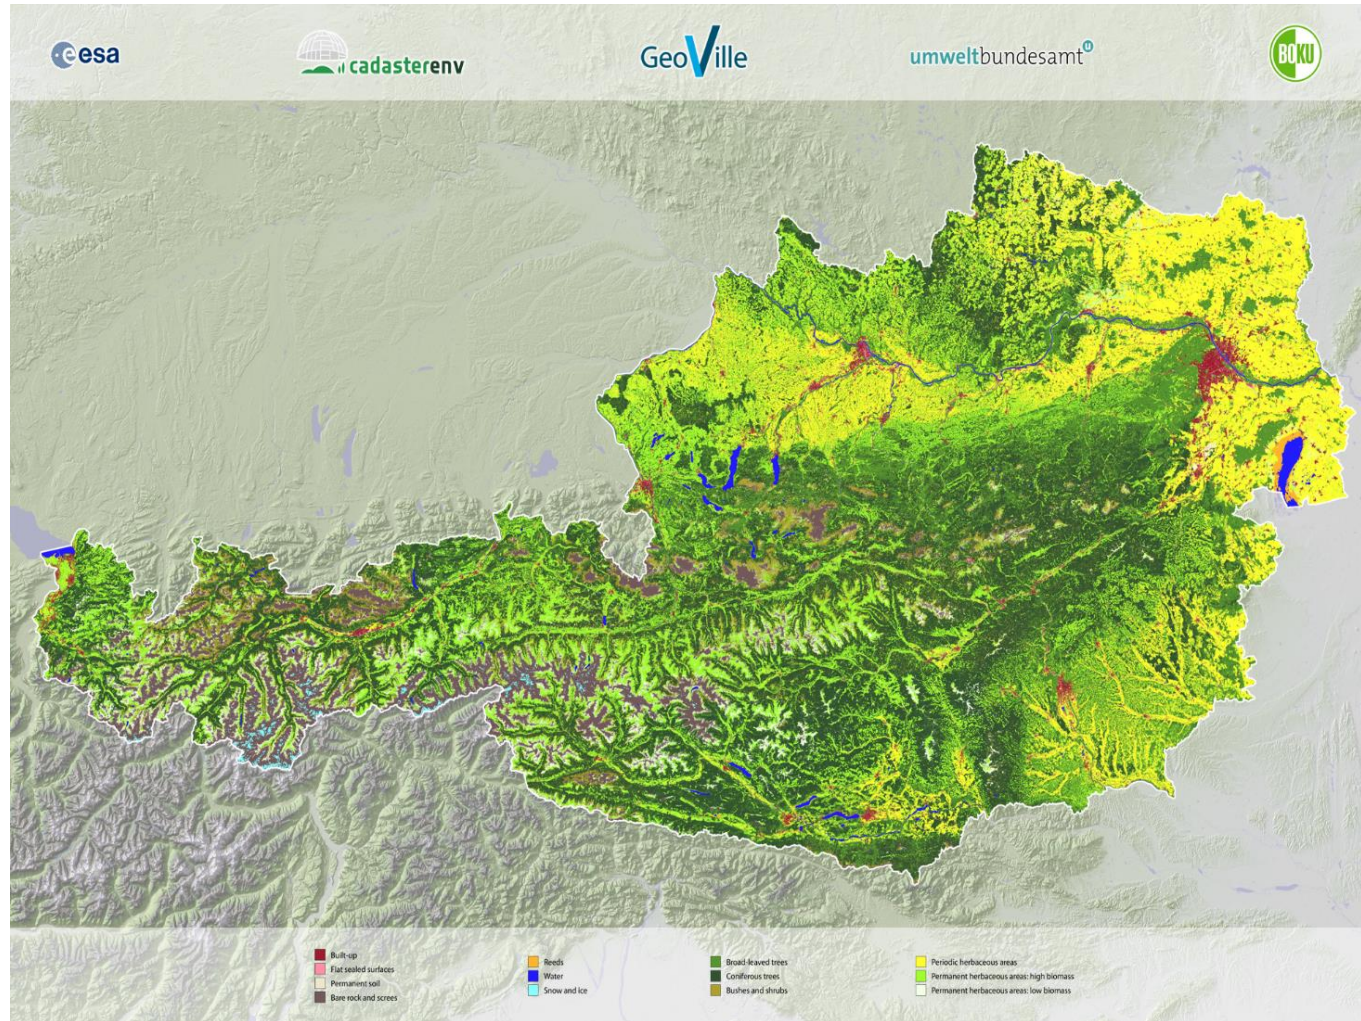 esa
cadasterenv
GeoVille
umweltbundesamt
u
BOKU
Built-up
Flat sealed surfaces
Permanent soil
Bare rock and screes
Reeds
Water
Snow and ice
Broad-leaved trees
Coniferous trees
Bushes and shrubs
Periodic herbaceous areas
Permanent herbaceous areas: high biomass
Permanent herbaceous areas: low biomass